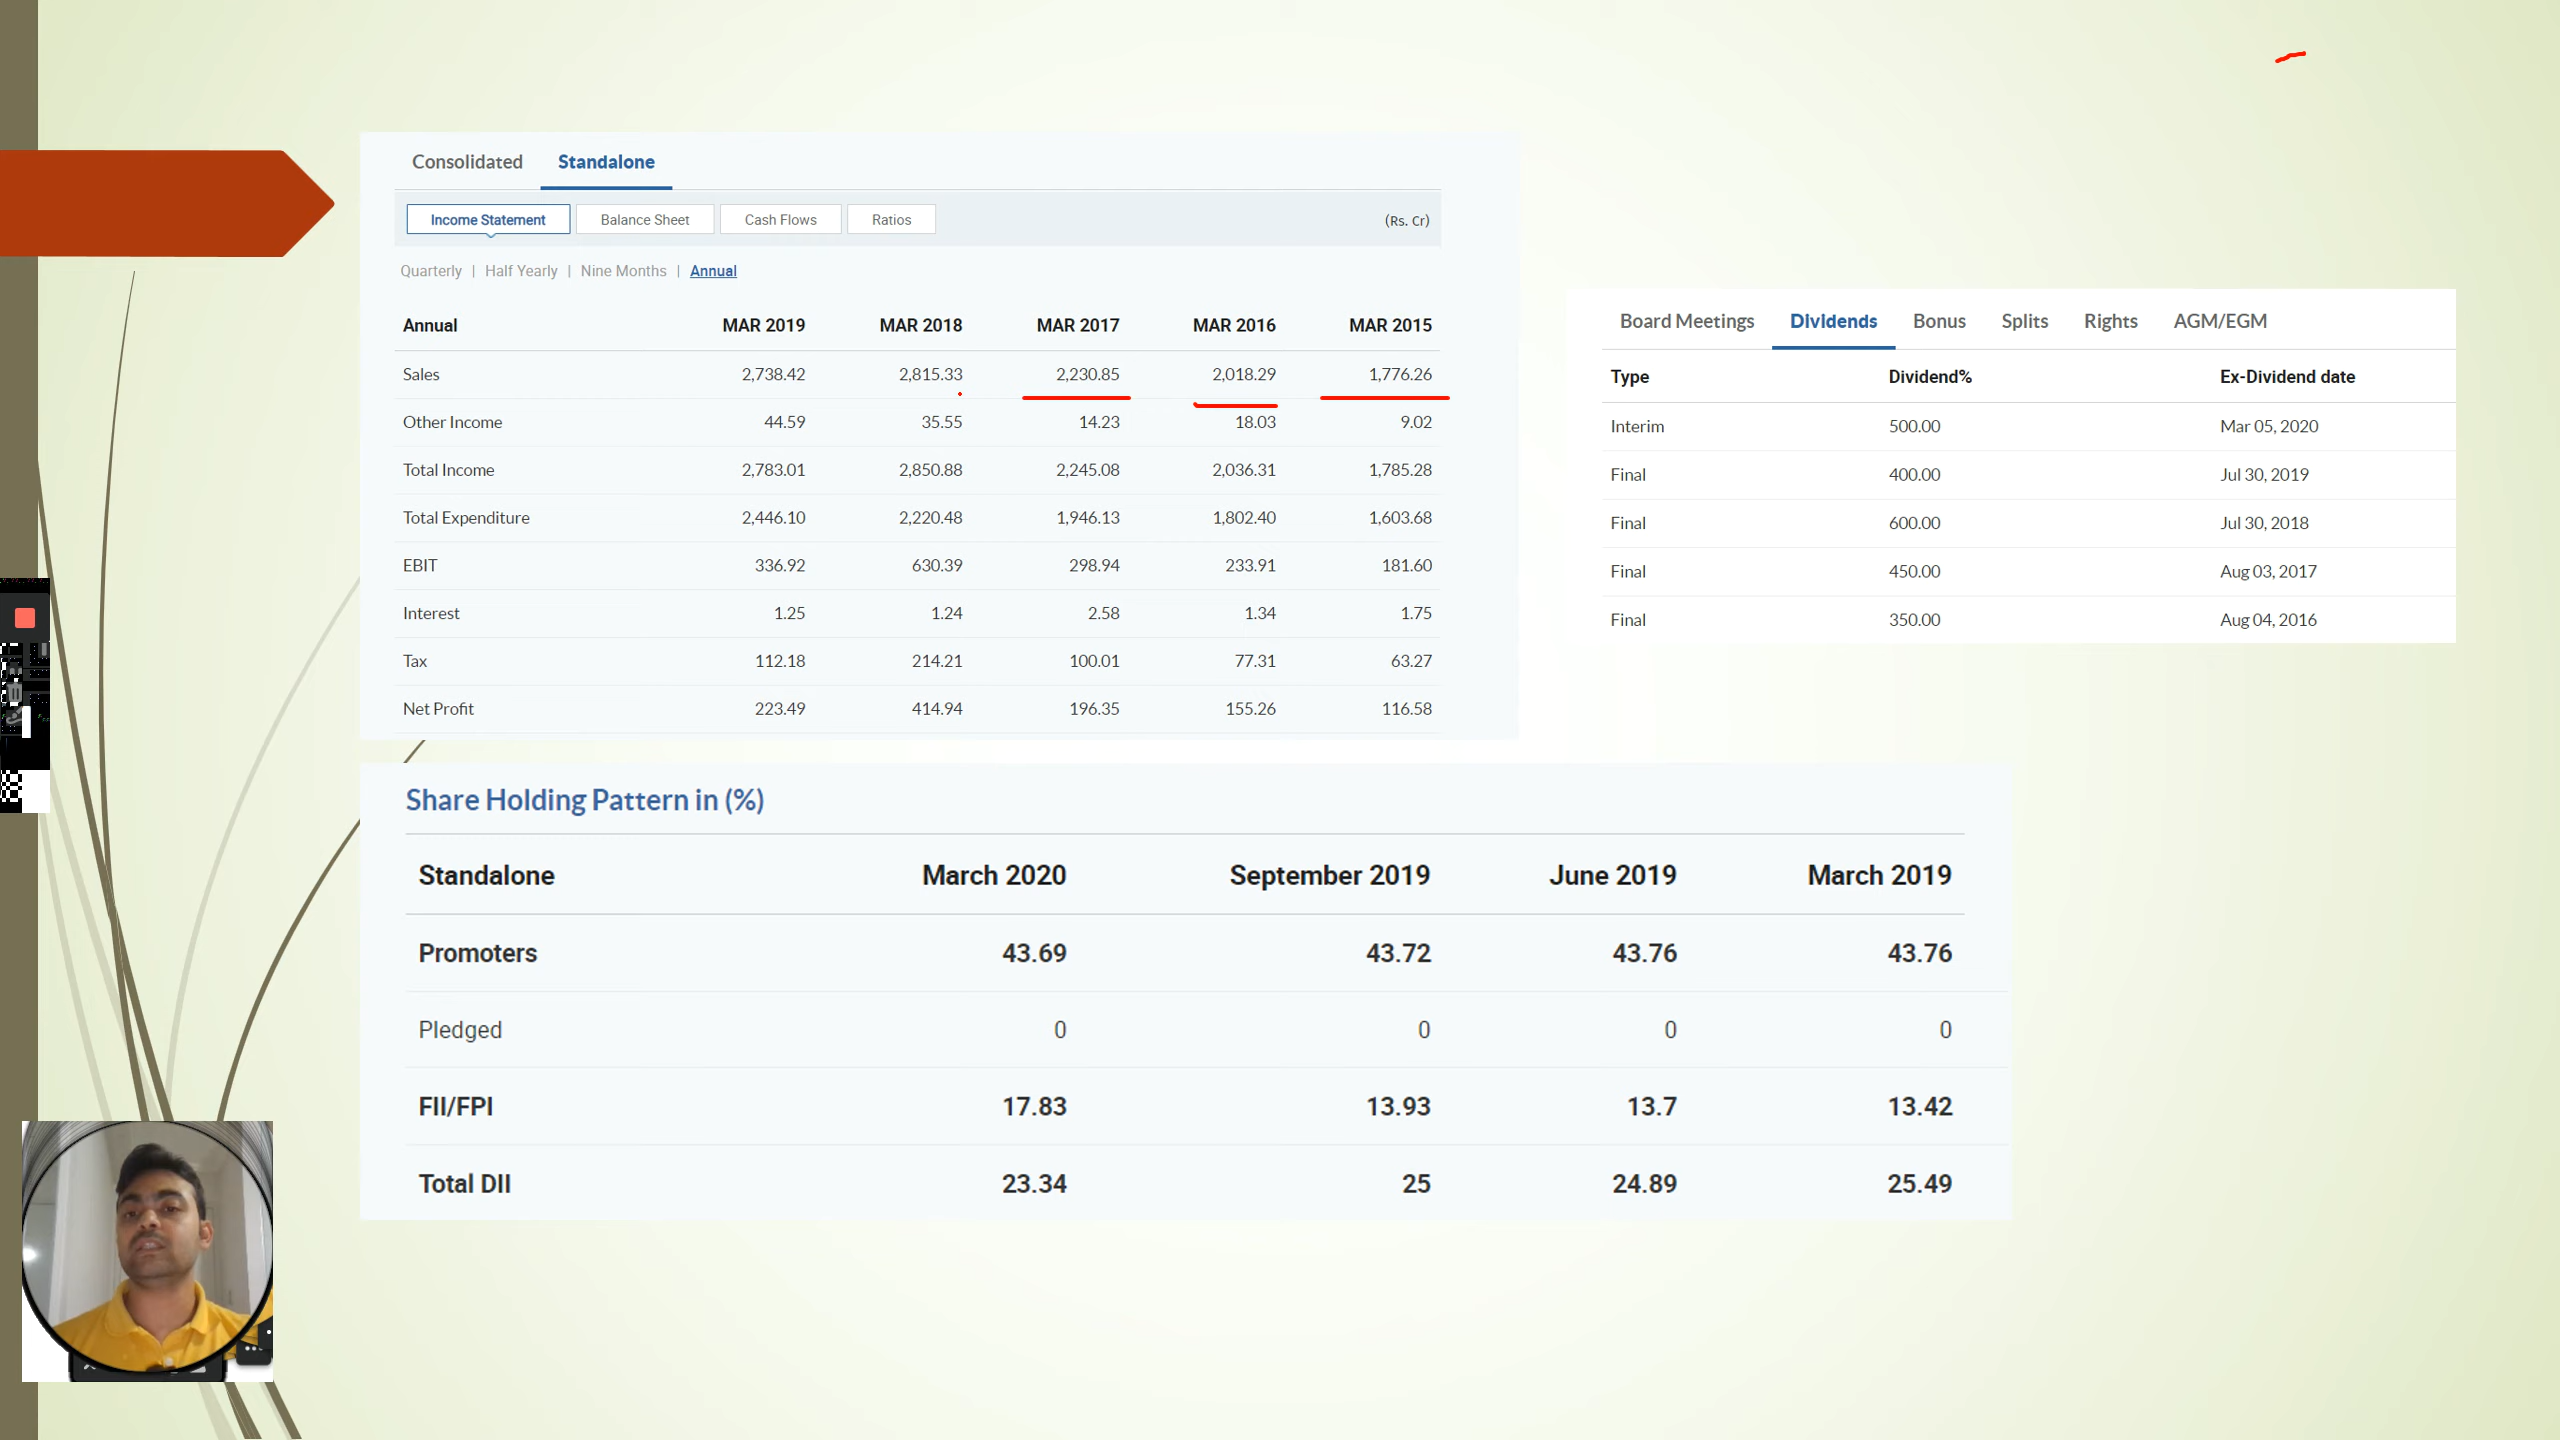 Consolidated Standalone
Income Statement Balance Sheet Cash Flows Ratios (Rs. Cr)
Quarterly | Half Yearly | Nine Months | Annual
Annual MAR 2019 MAR 2018 MAR 2017 MAR 2016 MAR 2015
Sales 2,738.42 2,815.33 2,230.85 2,018.29 1,776.26
Other Income 44.59 35.55 14.23 18.03 9.02
Total Income 2,783.01 2,850.88 2,245.08 2,036.31 1,785.28
Total Expenditure 2,446.10 2,220.48 1,946.13 1,802.40 1,603.68
EBIT 336.92 630.39 298.94 233.91 181.60
Interest 1.25 1.24 2.58 1.34 1.75
Tax 112.18 214.21 100.01 77.31 63.27
Net Profit 223.49 414.94 196.35 155.26 116.58
Board Meetings Dividends Bonus Splits Rights AGM/EGM
Type Dividend% Ex-Dividend date
Interim 500.00 Mar 05, 2020
Final 400.00 Jul 30, 2019
Final 600.00 Jul 30, 2018
Final 450.00 Aug 03, 2017
Final 350.00 Aug 04, 2016
Share Holding Pattern in (%)
Standalone March 2020 September 2019 June 2019 March 2019
Promoters 43.69 43.72 43.76 43.76
Pledged 0 0 0 0
FII/FPI 17.83 13.93 13.7 13.42
Total DII 23.34 25 24.89 25.49